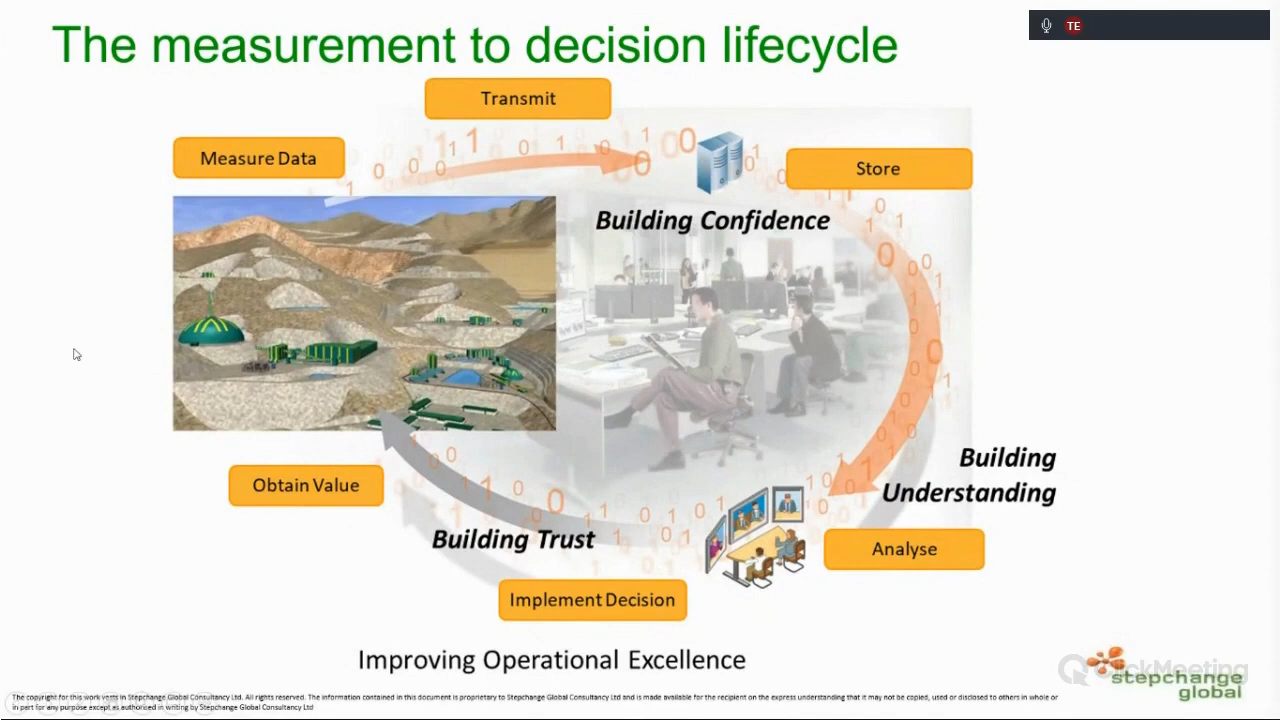 The measurement to decision lifecycle
TE
Transmit
Measure Data
Store
Building Confidence
Building
Understanding
Obtain Value
Building Trust
Analyse
Implement Decision
Improving Operational Excellence
ClickMeeting
stepchange
global
The copyright for this work vests in Stepchange Global Consultancy Ltd. All rights reserved. The information contained in this document is proprietary to Stepchange Global Consultancy Ltd and is made available for the recipient on the express understanding that it may not be copied, used or disclosed to others in whole or
in part for any purpose except as authorised in writing by Stepchange Global Consultancy Ltd